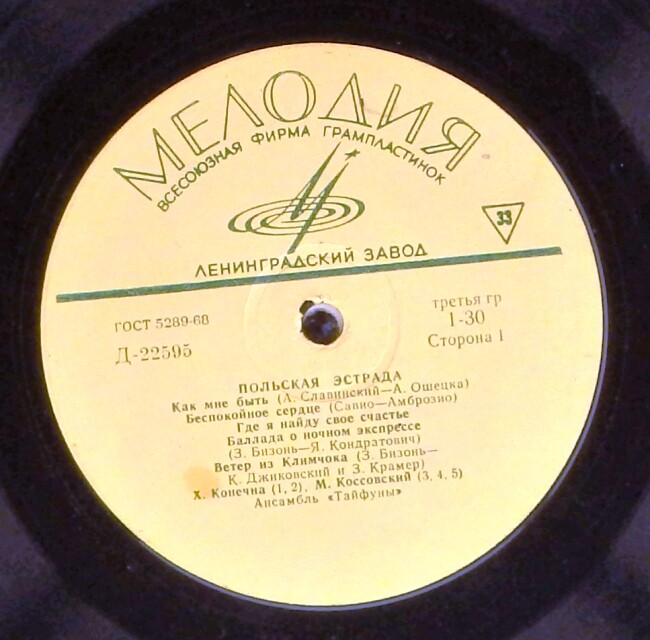 МЕЛОДИЯ
ВСЕСОЮЗНАЯ ФИРМА ГРАМПЛАСТИНОК
33
ЛЕНИНГРАДСКИЙ ЗАВОД
ГОСТ 5289-68
Д-22595
третья гр
1-30
Сторона 1
ПОЛЬСКАЯ ЭСТРАДА
Как мне быть (А. Славинский—А. Ошецка)
Беспокойное сердце (Савио—Амброзио)
Где я найду свое счастье
Баллада о ночном экспрессе
(З. Бизонь—Я. Кондратович)
Ветер из Климчока (З. Бизонь—
К. Джиковский и З. Крамер)
Х. Конечна (1, 2), М. Коссовский (3, 4, 5)
Ансамбль «Тайфуны»